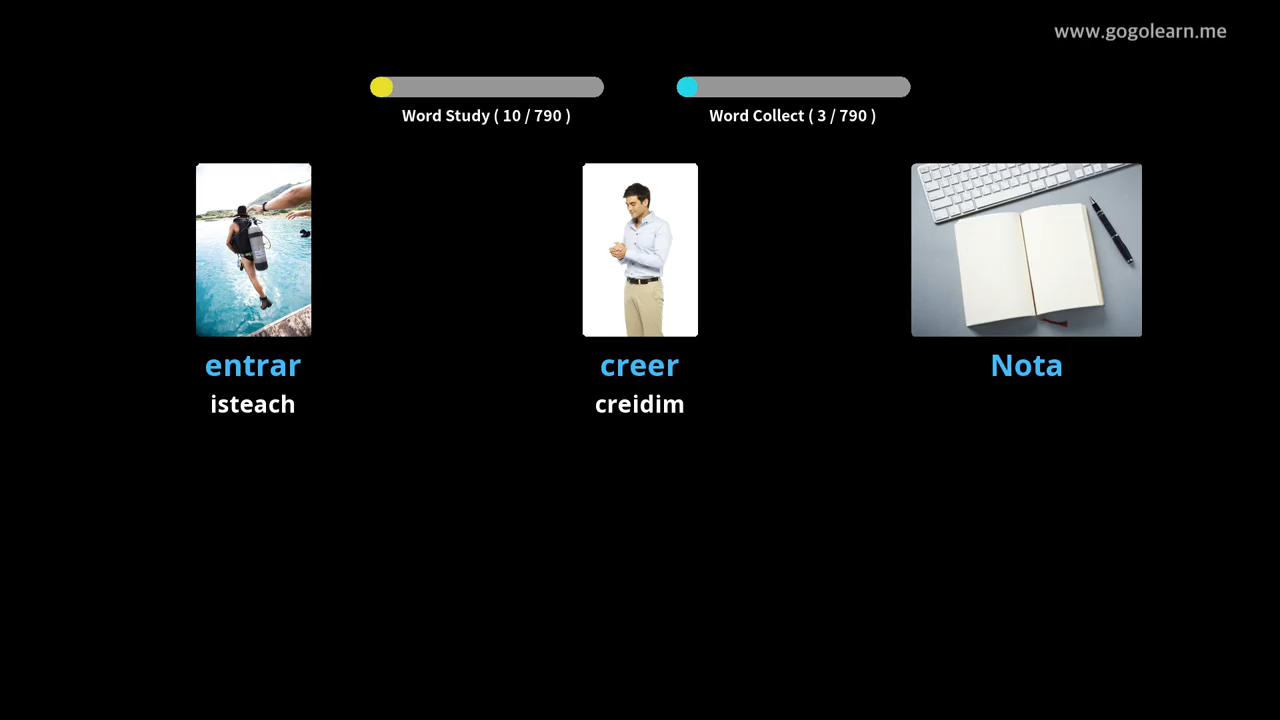 www.gogolearn.me
Word Study ( 10 / 790 )
Word Collect ( 3 / 790 )
entrar
isteach
creer
creidim
Nota